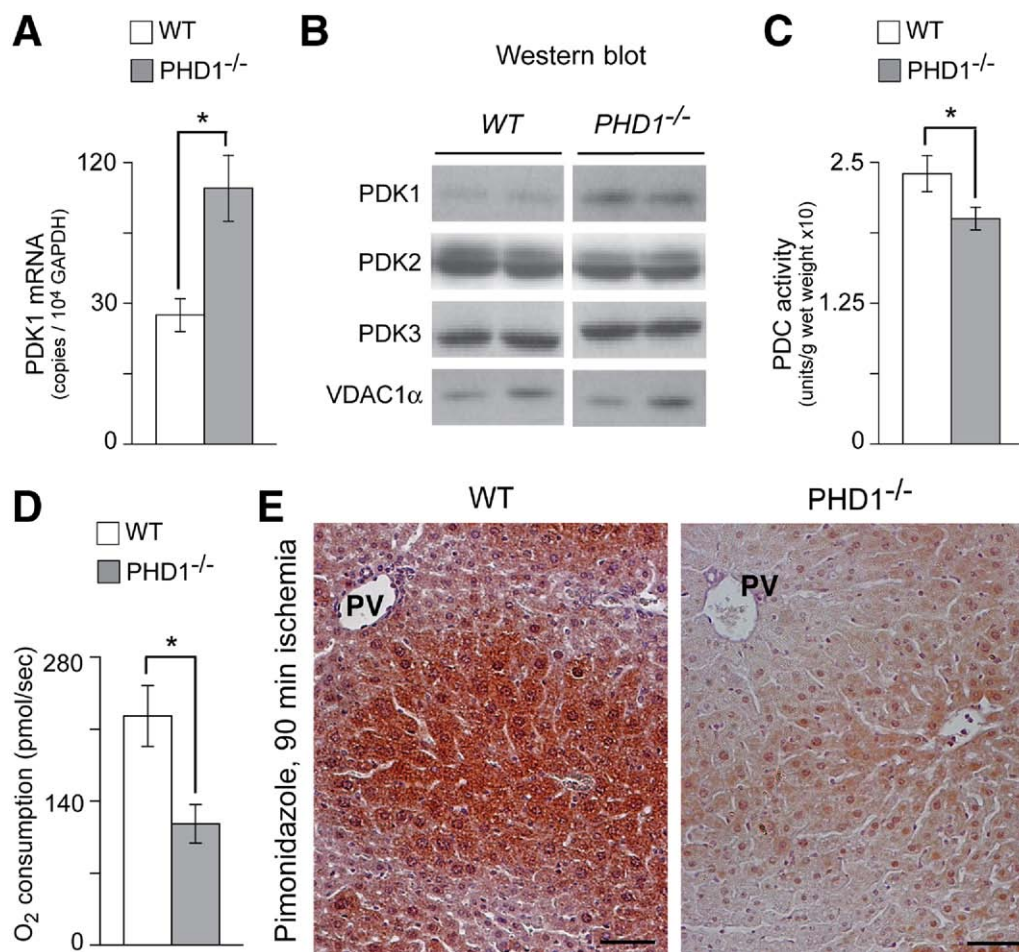 A
WT
PHD1-/-
*
120
30
0
PDK1 mRNA
(copies / 10⁴ GAPDH)
B
Western blot
WT
PHD1-/-
PDK1
PDK2
PDK3
VDAC1α
C
WT
PHD1-/-
*
2.5
1.25
0
PDC activity
(units/g wet weight x10)
D
WT
PHD1-/-
*
280
140
0
O₂ consumption (pmol/sec)
E
WT
PHD1-/-
Pimonidazole, 90 min ischemia
PV
PV